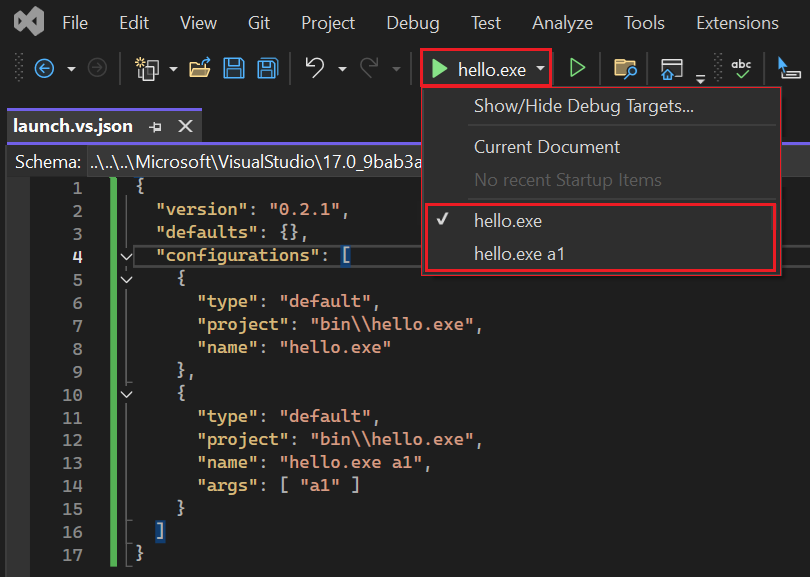 File Edit View Git Project Debug Test Analyze Tools Extensions
hello.exe
abc
Show/Hide Debug Targets...
Current Document
No recent Startup Items
hello.exe
hello.exe a1
launch.vs.json
Schema: ..\..\..\Microsoft\VisualStudio\17.0_9bab3a
1 {
2 "version": "0.2.1",
3 "defaults": {},
4 "configurations": [
5 {
6 "type": "default",
7 "project": "bin\\hello.exe",
8 "name": "hello.exe"
9 },
10 {
11 "type": "default",
12 "project": "bin\\hello.exe",
13 "name": "hello.exe a1",
14 "args": [ "a1" ]
15 }
16 ]
17 }